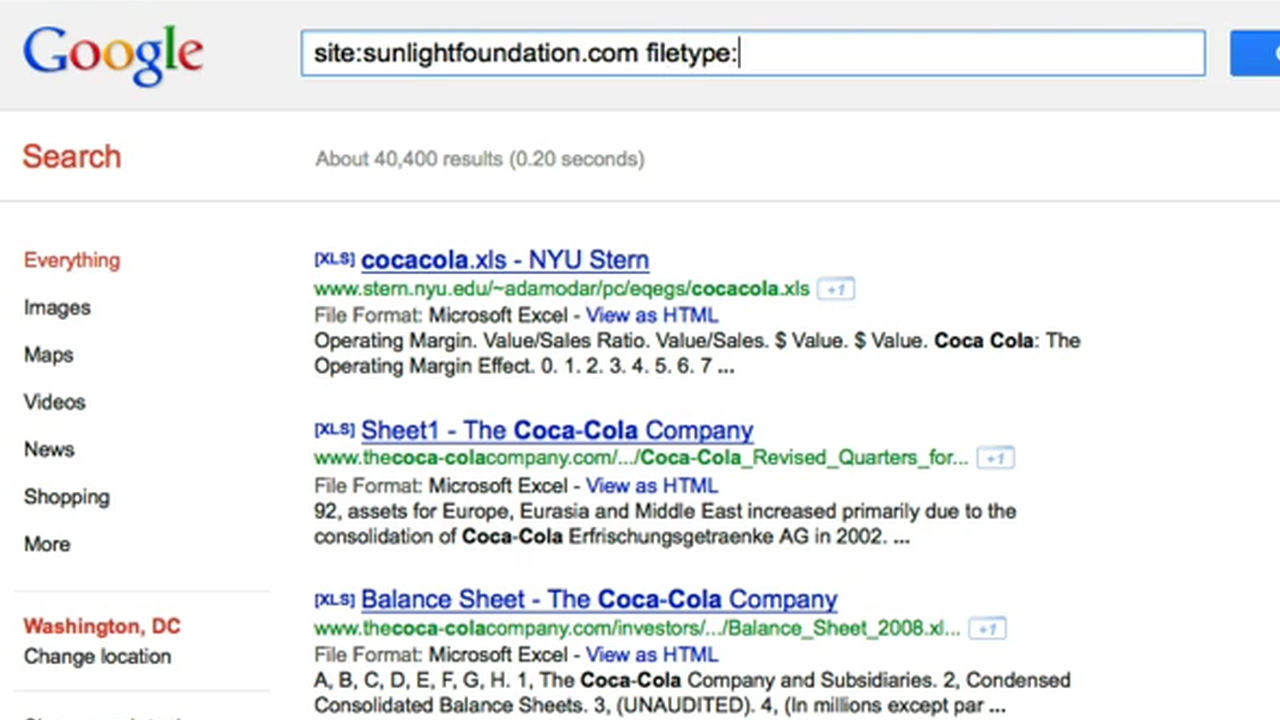 Google
site:sunlightfoundation.com filetype:
Search
About 40,400 results (0.20 seconds)
Everything
Images
Maps
Videos
News
Shopping
More
Washington, DC
Change location
[XLS] cocacola.xls - NYU Stern
www.stern.nyu.edu/~adamodar/pc/eqegs/cocacola.xls +1
File Format: Microsoft Excel - View as HTML
Operating Margin. Value/Sales Ratio. Value/Sales. $ Value. $ Value. Coca Cola: The
Operating Margin Effect. 0. 1. 2. 3. 4. 5. 6. 7 ...
[XLS] Sheet1 - The Coca-Cola Company
www.thecoca-colacompany.com/.../Coca-Cola_Revised_Quarters_for... +1
File Format: Microsoft Excel - View as HTML
92, assets for Europe, Eurasia and Middle East increased primarily due to the
consolidation of Coca-Cola Erfrischungsgetraenke AG in 2002. ...
[XLS] Balance Sheet - The Coca-Cola Company
www.thecoca-colacompany.com/investors/.../Balance_Sheet_2008.xl... +1
File Format: Microsoft Excel - View as HTML
A, B, C, D, E, F, G, H. 1, The Coca-Cola Company and Subsidiaries. 2, Condensed
Consolidated Balance Sheets. 3, (UNAUDITED). 4, (In millions except par ...